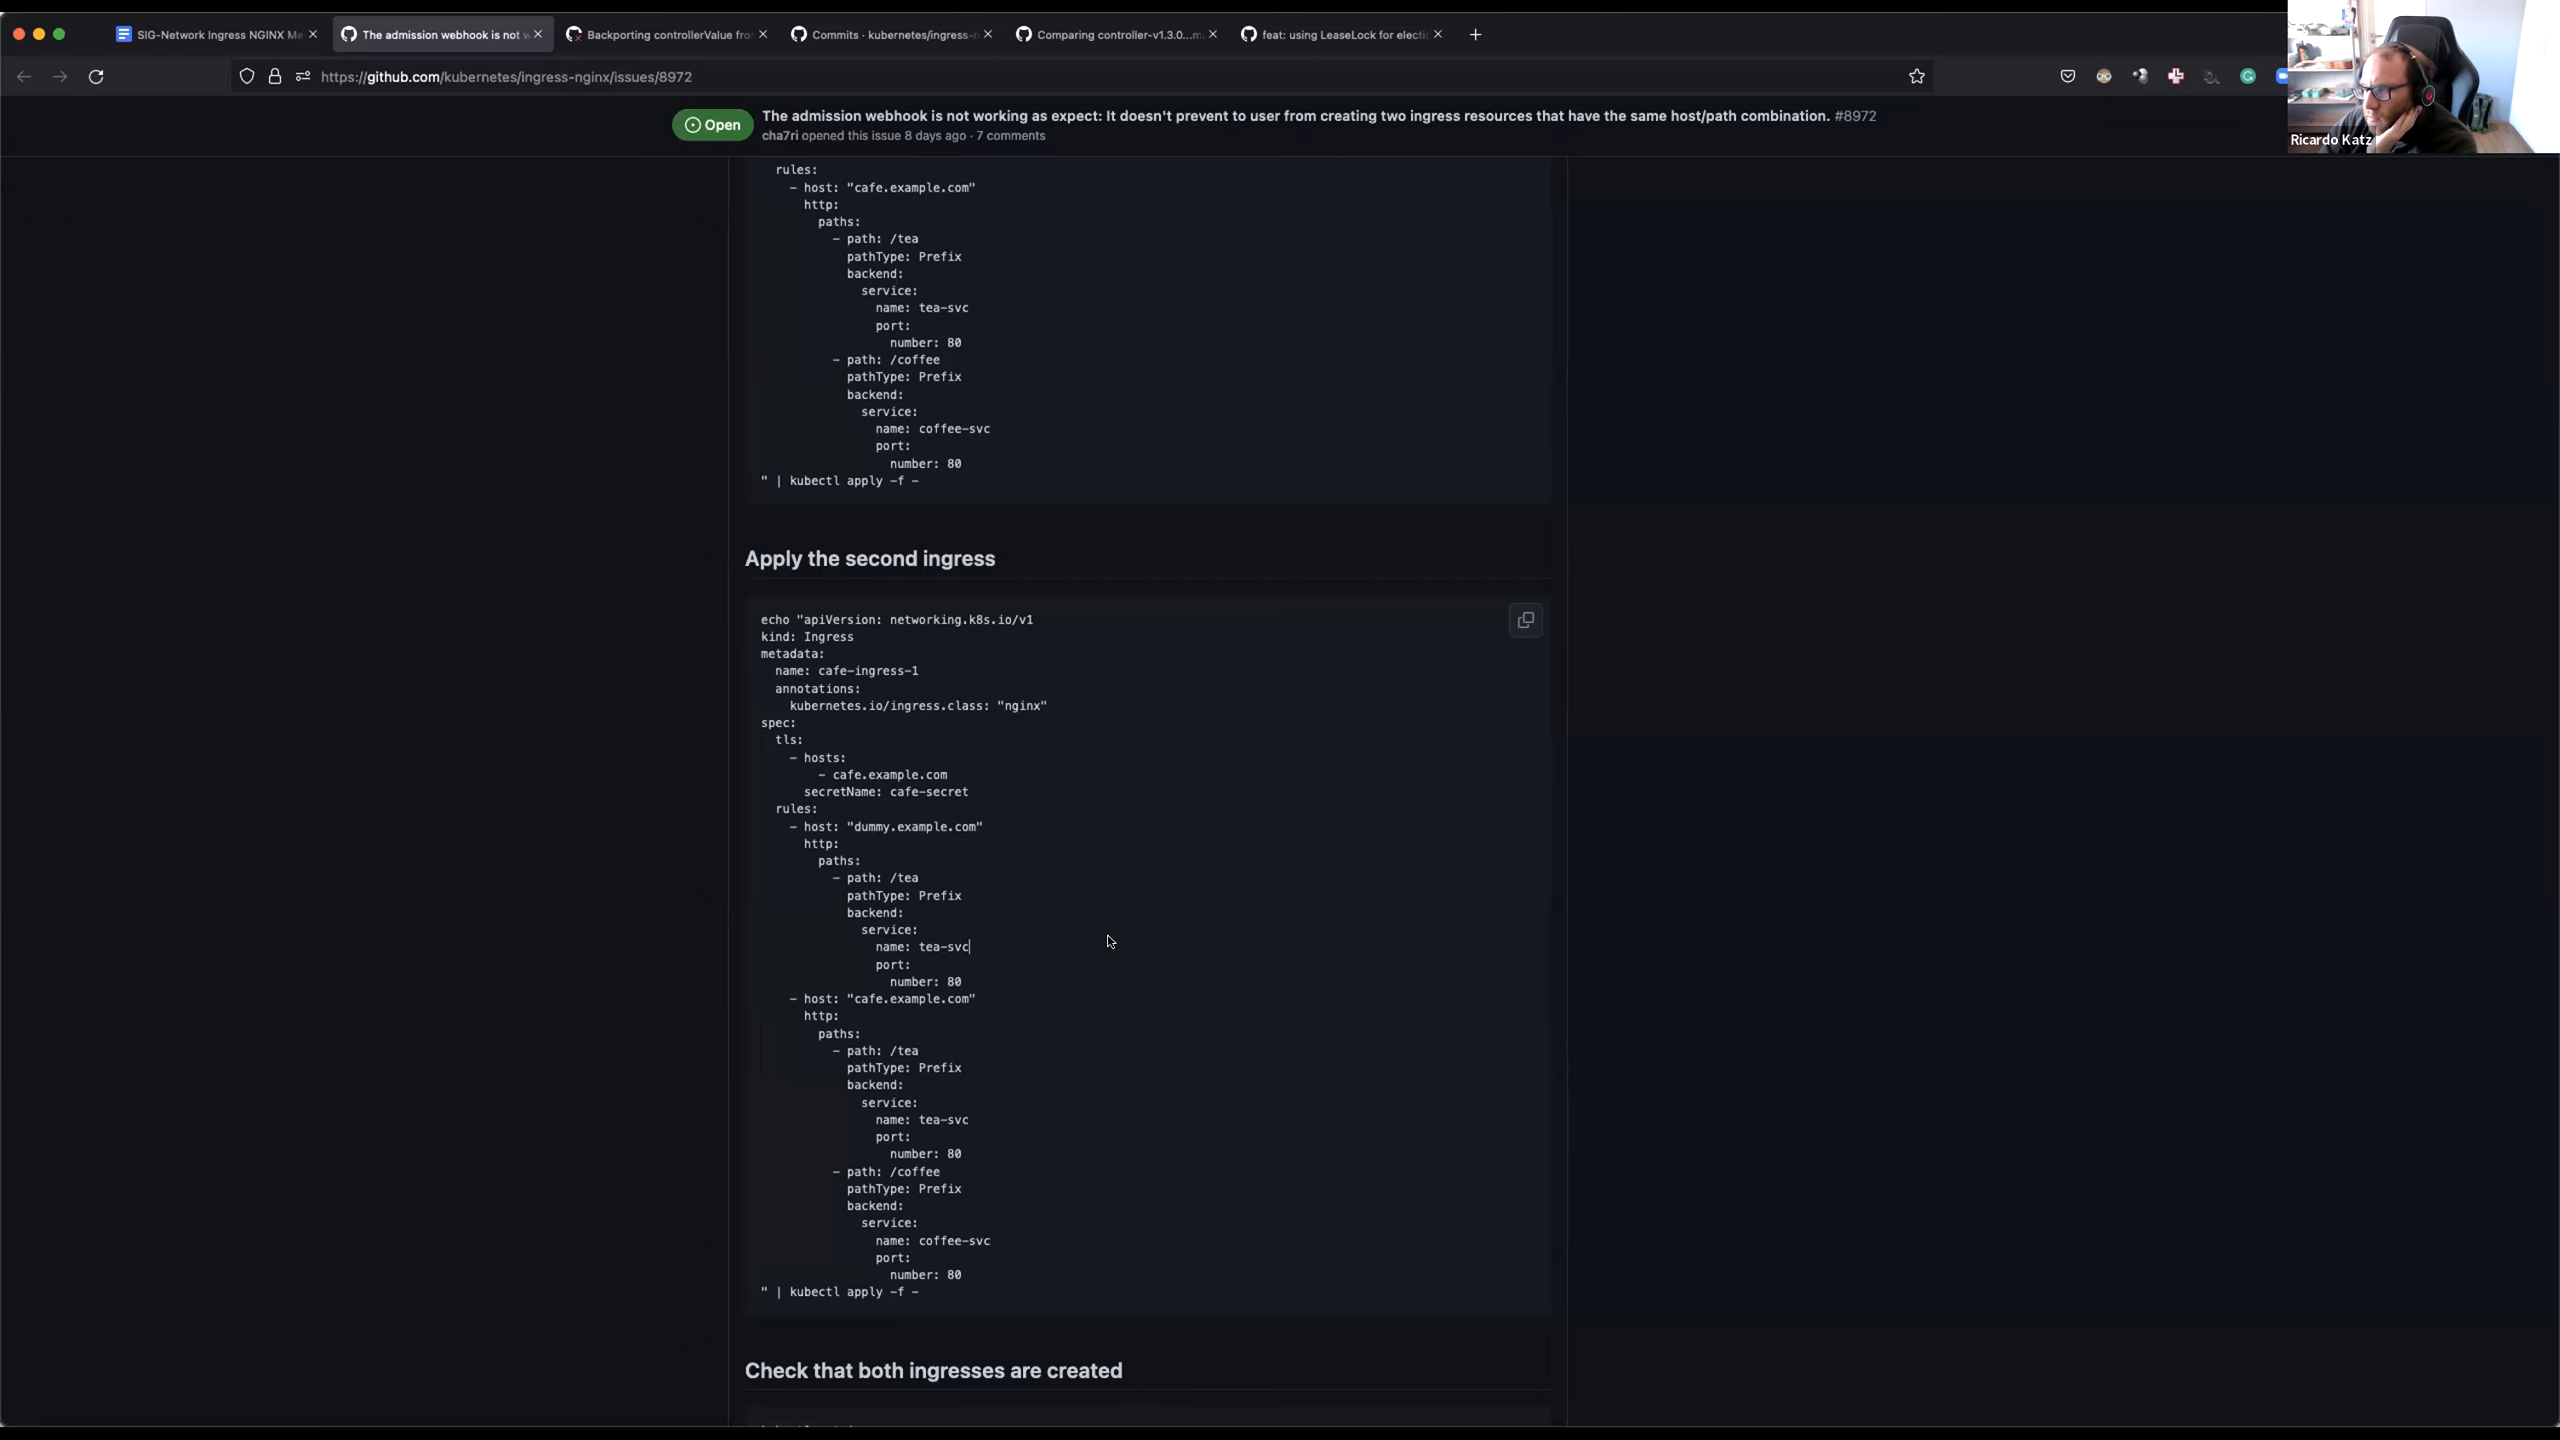 SIG-Network Ingress NGINX Me
The admission webhook is not w
Backporting controllerValue fro
Commits · kubernetes/ingress-n
Comparing controller-v1.3.0...m
feat: using LeaseLock for electi
https://github.com/kubernetes/ingress-nginx/issues/8972
Open
The admission webhook is not working as expect: It doesn't prevent to user from creating two ingress resources that have the same host/path combination. #8972
cha7ri opened this issue 8 days ago · 7 comments
Ricardo Katz
rules:
- host: "cafe.example.com"
http:
paths:
- path: /tea
pathType: Prefix
backend:
service:
name: tea-svc
port:
number: 80
- path: /coffee
pathType: Prefix
backend:
service:
name: coffee-svc
port:
number: 80
" | kubectl apply -f -
Apply the second ingress
echo "apiVersion: networking.k8s.io/v1
kind: Ingress
metadata:
name: cafe-ingress-1
annotations:
kubernetes.io/ingress.class: "nginx"
spec:
tls:
- hosts:
- cafe.example.com
secretName: cafe-secret
rules:
- host: "dummy.example.com"
http:
paths:
- path: /tea
pathType: Prefix
backend:
service:
name: tea-svc
port:
number: 80
- host: "cafe.example.com"
http:
paths:
- path: /tea
pathType: Prefix
backend:
service:
name: tea-svc
port:
number: 80
- path: /coffee
pathType: Prefix
backend:
service:
name: coffee-svc
port:
number: 80
" | kubectl apply -f -
Check that both ingresses are created